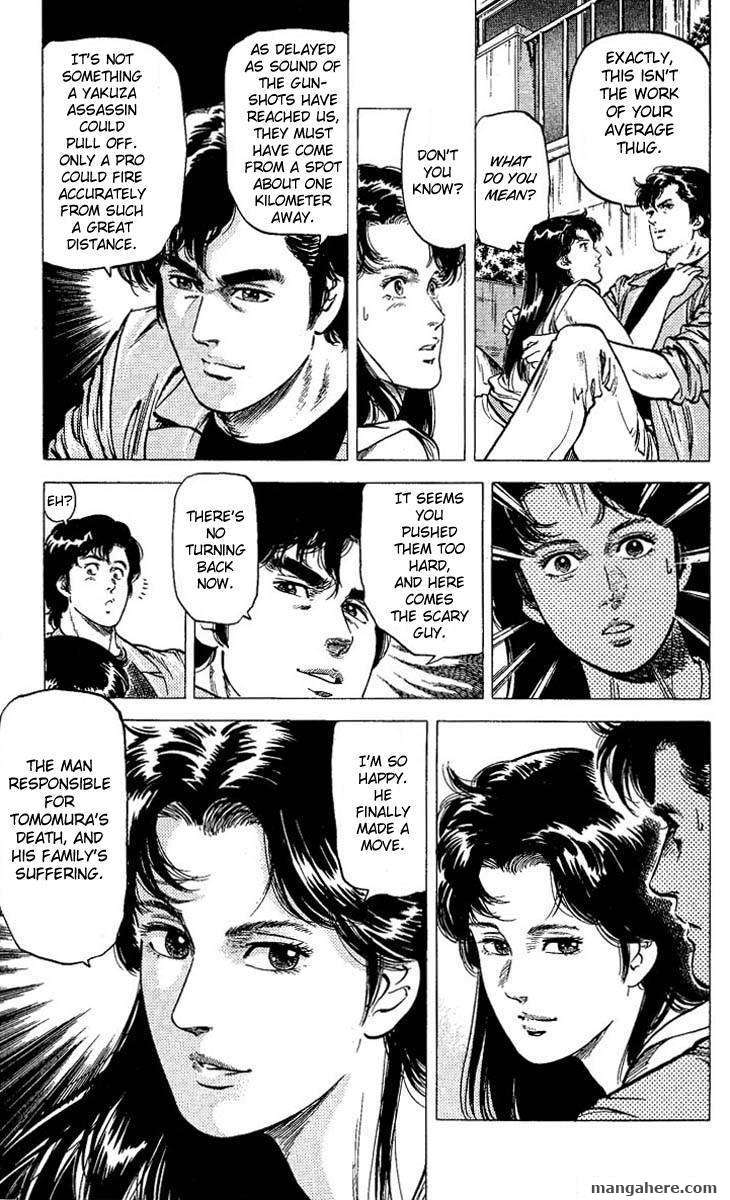 EXACTLY,
THIS ISN'T
THE WORK
OF YOUR
AVERAGE
THUG.
WHAT
DO YOU
MEAN?
DON'T
YOU
KNOW?
AS DELAYED
AS SOUND OF
THE GUN-
SHOTS HAVE
REACHED US,
THEY MUST
HAVE COME
FROM A SPOT
ABOUT ONE
KILOMETER
AWAY.
IT'S NOT
SOMETHING
A YAKUZA
ASSASSIN
COULD
PULL OFF.
ONLY A PRO
COULD FIRE
ACCURATELY
FROM SUCH
A GREAT
DISTANCE.
IT SEEMS
YOU
PUSHED
THEM TOO
HARD,
AND HERE
COMES
THE SCARY
GUY.
THERE'S
NO
TURNING
BACK
NOW.
EH?
I'M SO
HAPPY.
HE
FINALLY
MADE A
MOVE.
THE MAN
RESPONSIBLE
FOR
TOMOMURA'S
DEATH, AND
HIS FAMILY'S
SUFFERING.
mangahere.com